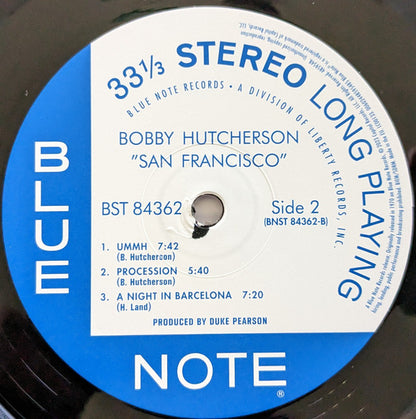 33⅓ STEREO LONG PLAYING
BLUE NOTE RECORDS • A DIVISION OF LIBERTY RECORDS, INC.
BOBBY HUTCHERSON
"SAN FRANCISCO"
BST 84362
Side 2
(BNST 84362-B)
1. UMMH 7:42
(B. Hutcherson)
2. PROCESSION 5:40
(B. Hutcherson)
3. A NIGHT IN BARCELONA 7:20
(H. Land)
PRODUCED BY DUKE PEARSON
BLUE
NOTE
®